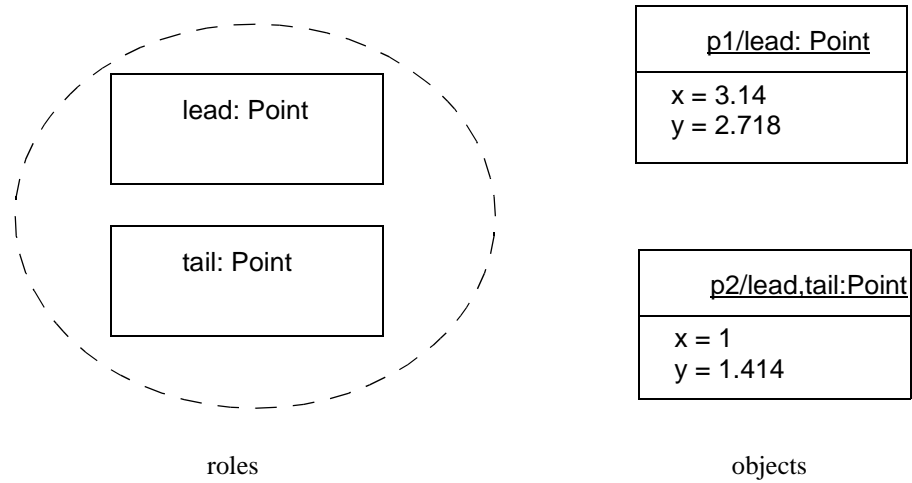 lead: Point
tail: Point
roles
p1/lead: Point
x = 3.14
y = 2.718
p2/lead,tail:Point
x = 1
y = 1.414
objects